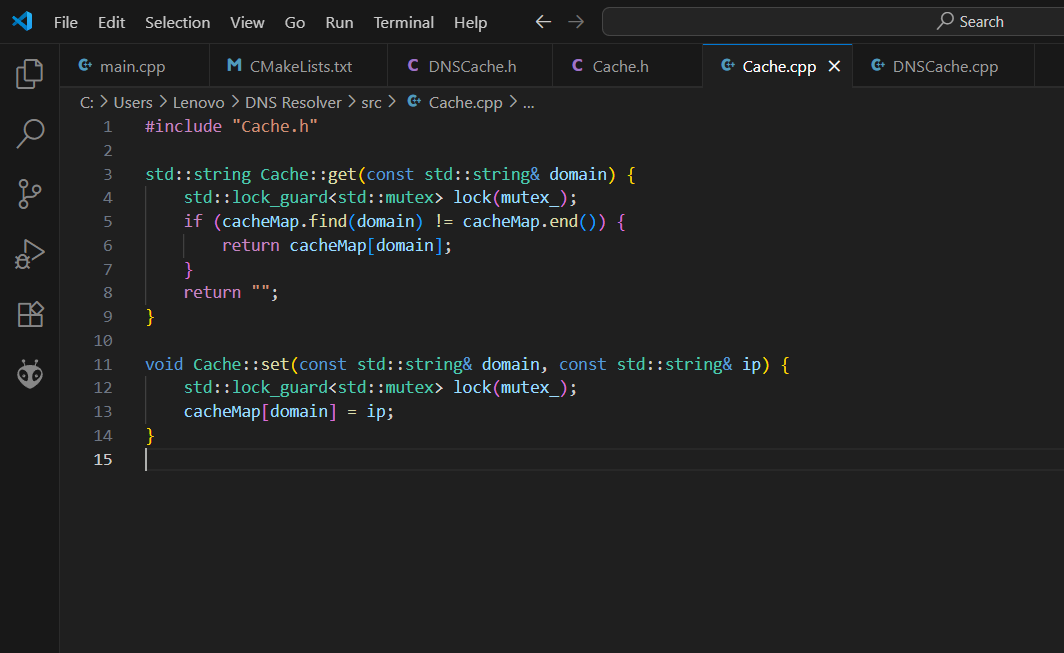 File Edit Selection View Go Run Terminal Help Search
main.cpp CMakeLists.txt DNSCache.h Cache.h Cache.cpp DNSCache.cpp
C: > Users > Lenovo > DNS Resolver > src > Cache.cpp > ...
1 #include "Cache.h"
2
3 std::string Cache::get(const std::string& domain) {
4     std::lock_guard<std::mutex> lock(mutex_);
5     if (cacheMap.find(domain) != cacheMap.end()) {
6         return cacheMap[domain];
7     }
8     return "";
9 }
10
11 void Cache::set(const std::string& domain, const std::string& ip) {
12     std::lock_guard<std::mutex> lock(mutex_);
13     cacheMap[domain] = ip;
14 }
15